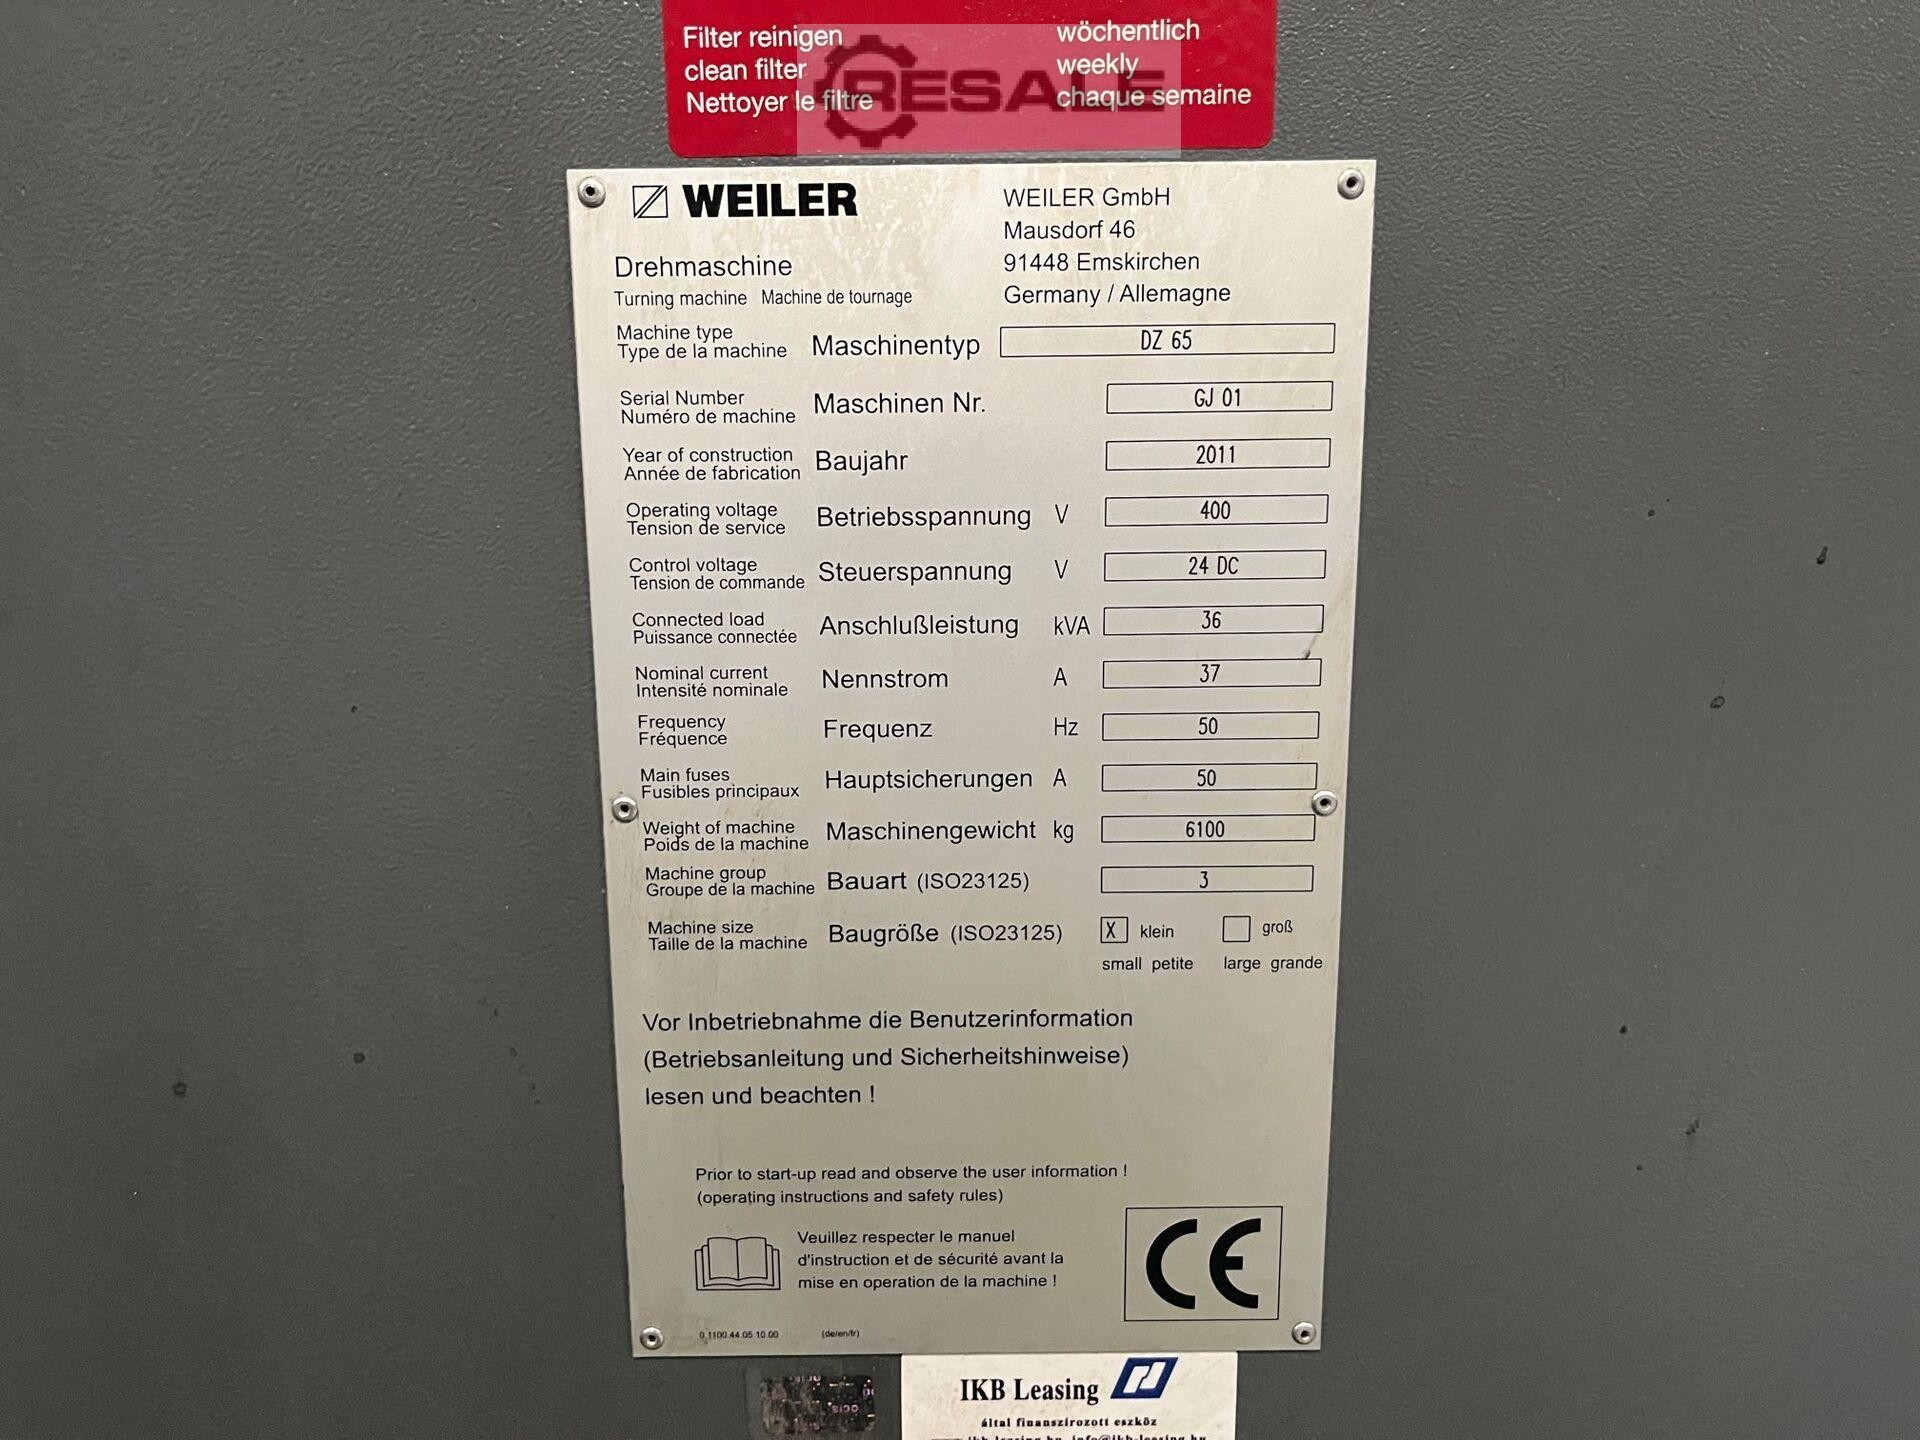 Filter reinigen wöchentlich
clean filter weekly
Nettoyer le filtre chaque semaine
RESALE
WEILER
WEILER GmbH
Mausdorf 46
91448 Emskirchen
Germany / Allemagne
Drehmaschine
Turning machine Machine de tournage
Machine type
Type de la machine
Maschinentyp DZ 65
Serial Number
Numéro de machine
Maschinen Nr. GJ 01
Year of construction
Année de fabrication
Baujahr 2011
Operating voltage
Tension de service
Betriebsspannung V 400
Control voltage
Tension de commande
Steuerspannung V 24 DC
Connected load
Puissance connectée
Anschlußleistung kVA 36
Nominal current
Intensité nominale
Nennstrom A 37
Frequency
Fréquence
Frequenz Hz 50
Main fuses
Fusibles principaux
Hauptsicherungen A 50
Weight of machine
Poids de la machine
Maschinengewicht kg 6100
Machine group
Groupe de la machine
Bauart (ISO23125) 3
Machine size
Taille de la machine
Baugröße (ISO23125) X klein groß
small petite large grande
Vor Inbetriebnahme die Benutzerinformation
(Betriebsanleitung und Sicherheitshinweise)
lesen und beachten !
Prior to start-up read and observe the user information !
(operating instructions and safety rules)
Veuillez respecter le manuel
d'instruction et de sécurité avant la
mise en operation de la machine !
CE
0.1100.44.05.10.00 (de/en/fr)
IKB Leasing
által finanszírozott eszköz